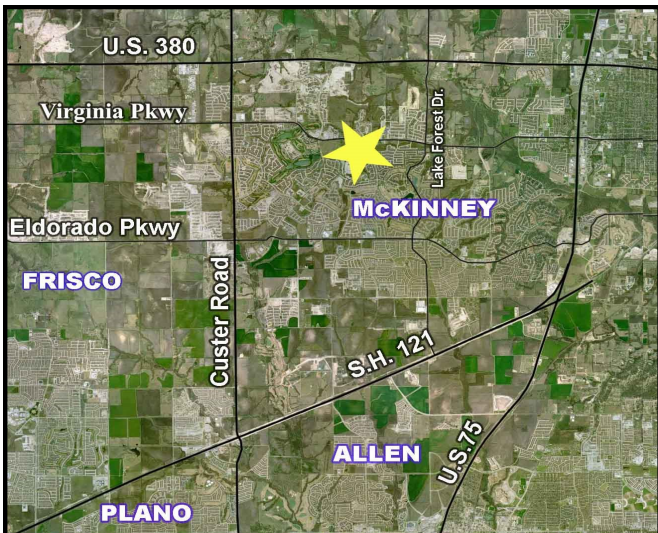 U.S. 380
Virginia Pkwy
Lake Forest Dr.
McKINNEY
Eldorado Pkwy
FRISCO
Custer Road
S.H. 121
ALLEN
U.S.75
PLANO